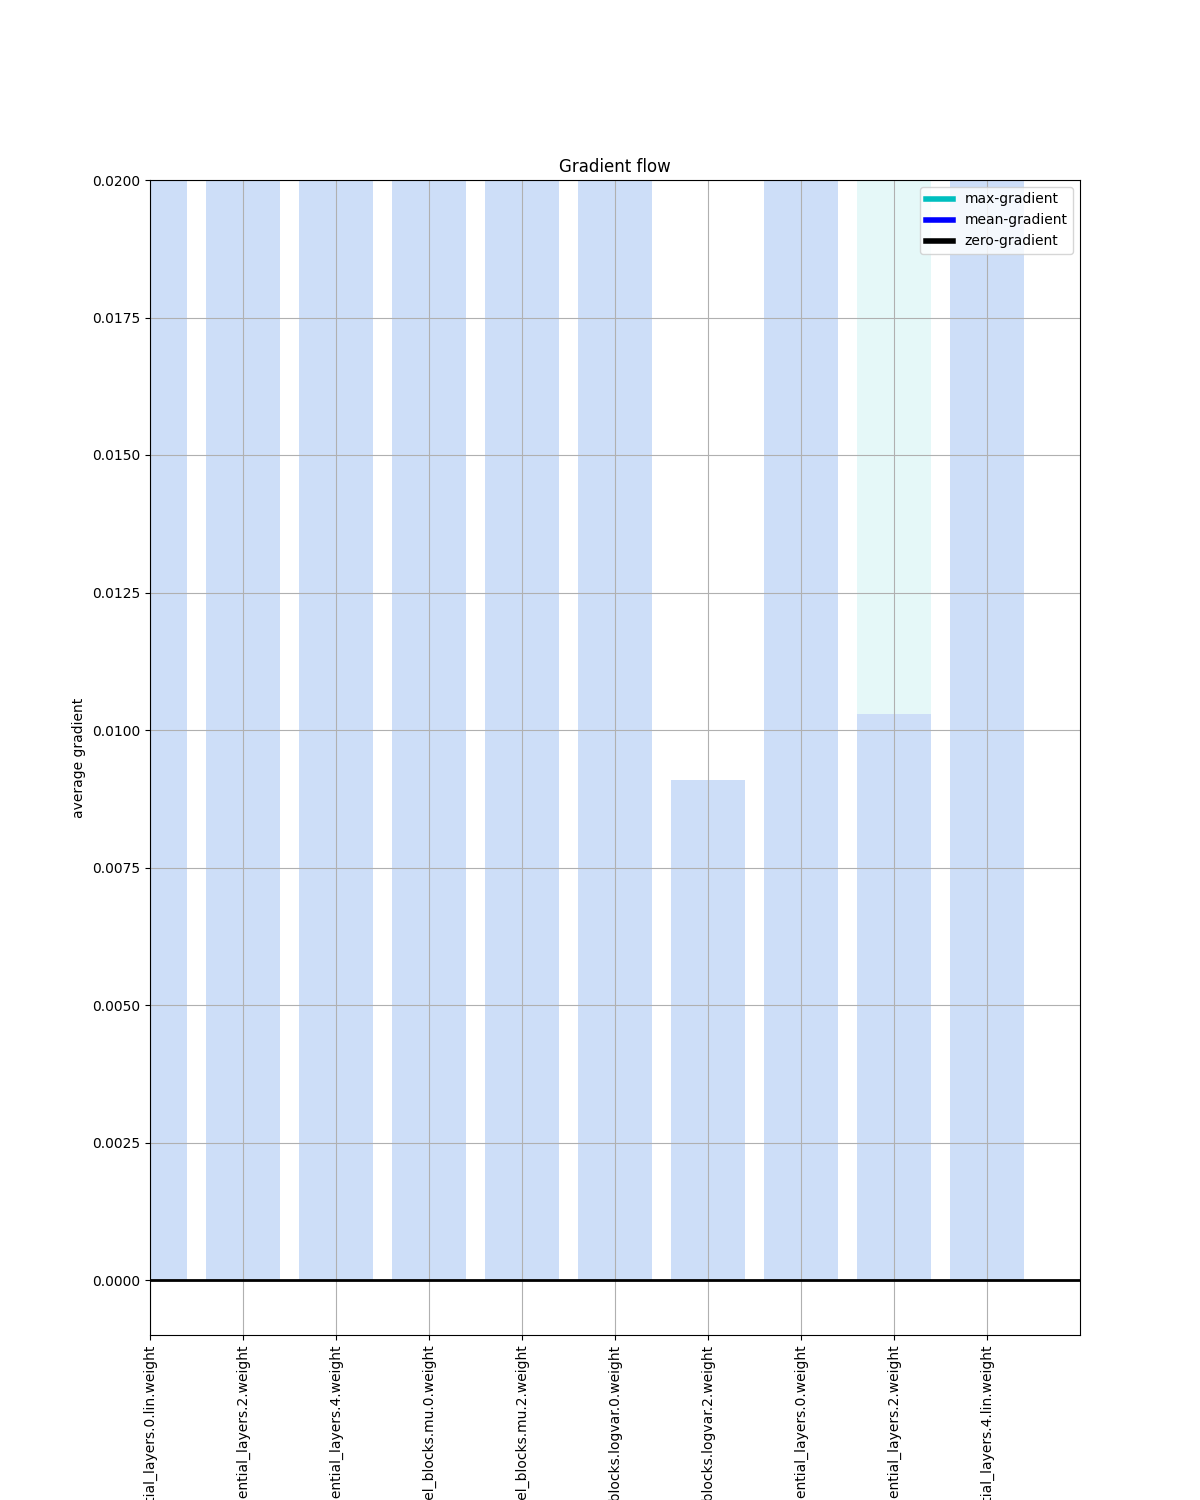 Gradient flow
max-gradient
mean-gradient
zero-gradient
0.0200
0.0175
0.0150
0.0125
0.0100
0.0075
0.0050
0.0025
0.0000
average gradient
tial_layers.0.lin.weight
ential_layers.2.weight
ential_layers.4.weight
el_blocks.mu.0.weight
el_blocks.mu.2.weight
blocks.logvar.0.weight
blocks.logvar.2.weight
ential_layers.0.weight
ential_layers.2.weight
tial_layers.4.lin.weight